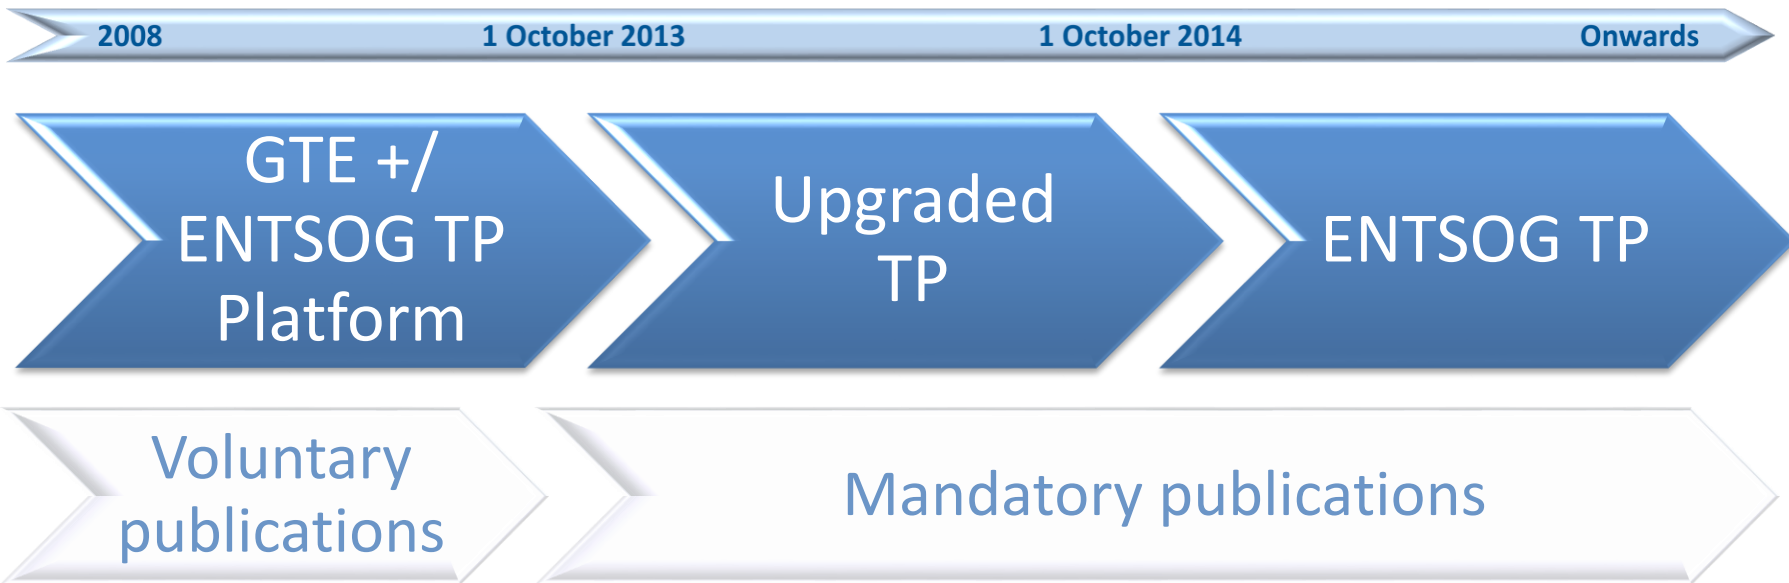 2008 1 October 2013 1 October 2014 Onwards
GTE +/
ENTSOG TP
Platform
Upgraded
TP
ENTSOG TP
Voluntary
publications
Mandatory publications